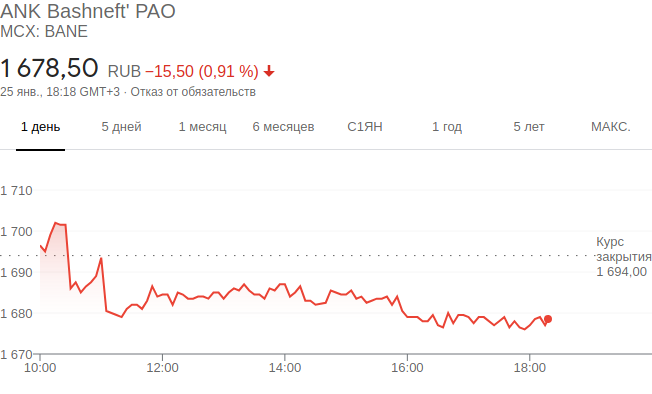 ANK Bashneft' PAO
MCX: BANE
1 678,50 RUB −15,50 (0,91 %)
25 янв., 18:18 GMT+3 · Отказ от обязательств
1 день 5 дней 1 месяц 6 месяцев С1ЯН 1 год 5 лет МАКС.
1 710
1 700
Курс
закрытия
1 694,00
1 690
1 680
1 670
10:00 12:00 14:00 16:00 18:00